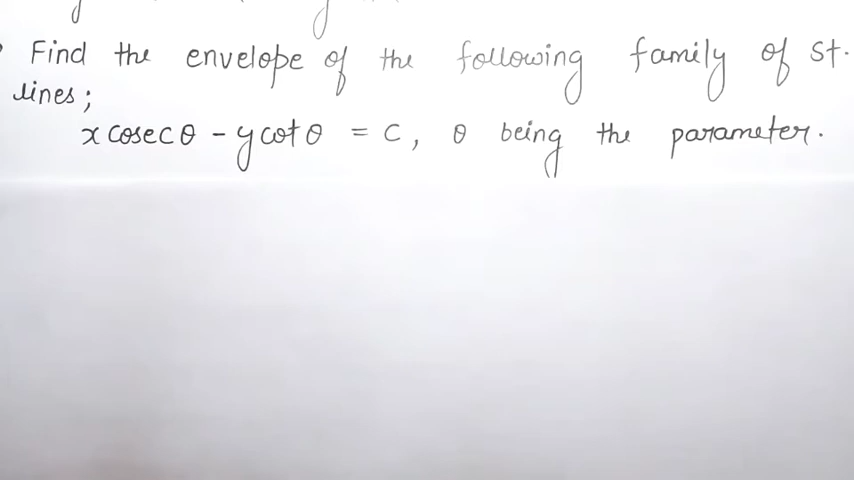 Find the envelope of the following family of St.
lines;
x cosec θ - y cot θ = c, θ being the parameter.